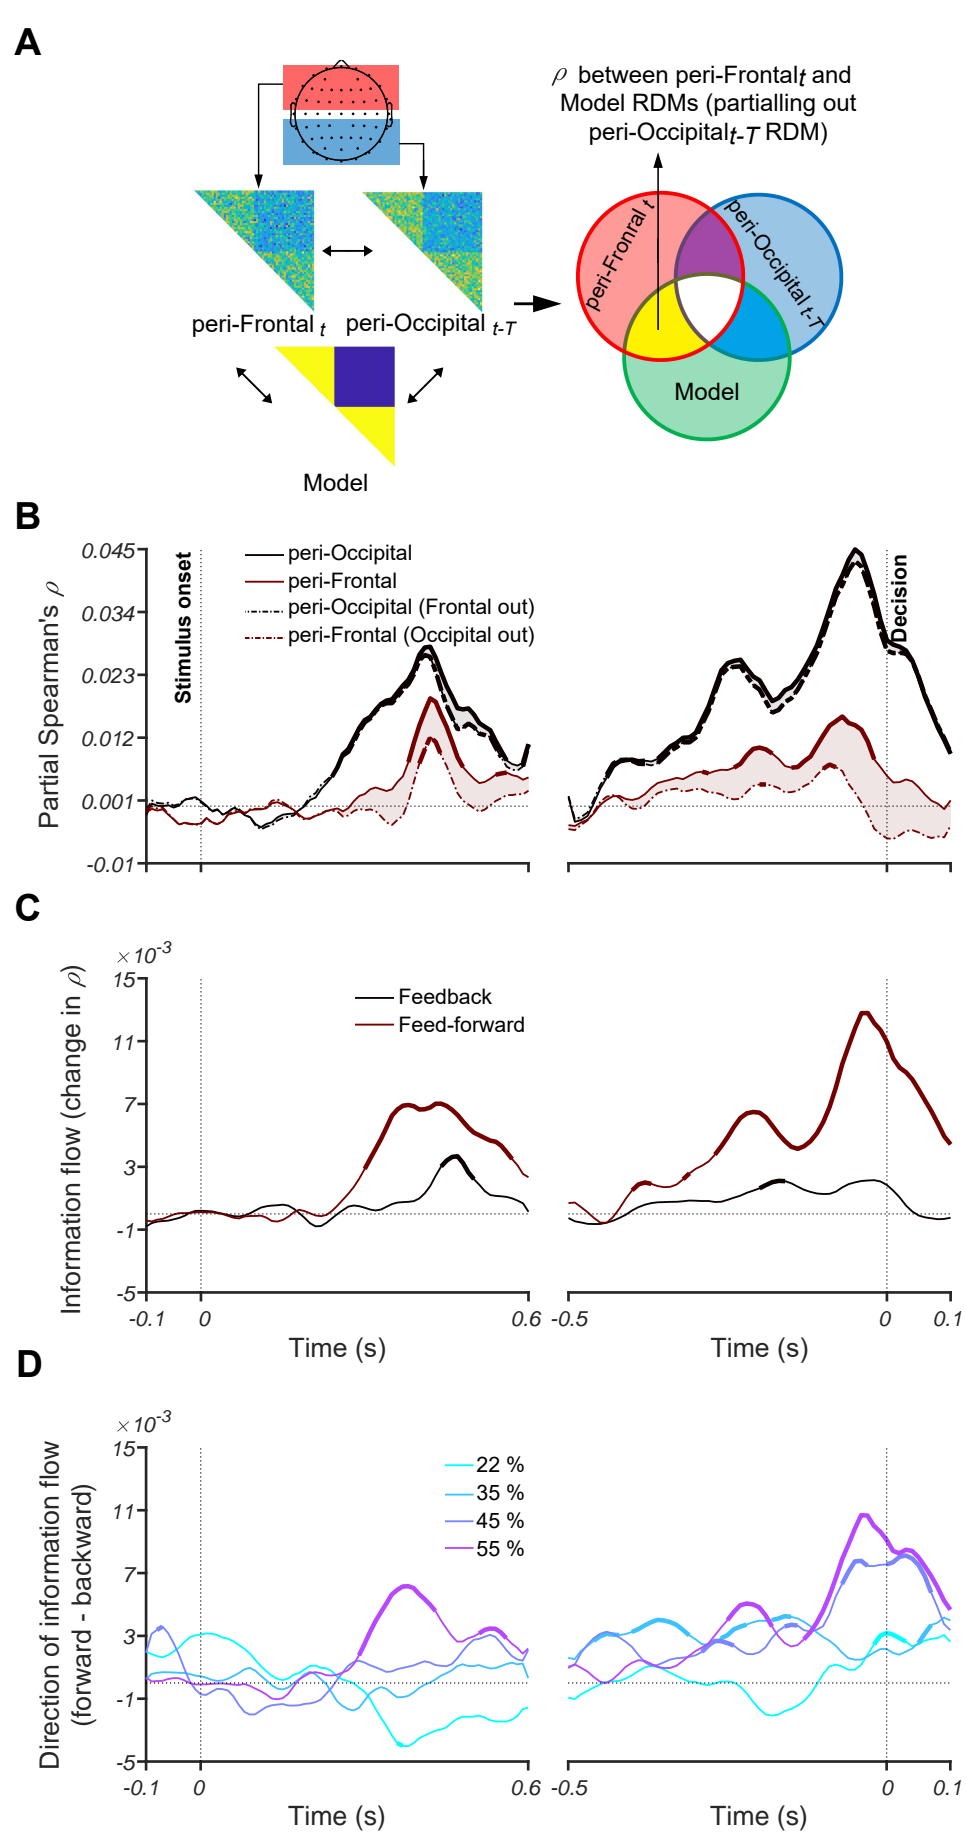 A
ρ between peri-Frontalt and
Model RDMs (partialling out
peri-Occipitalt-T RDM)
peri-Fronral t
peri-Occipital t-T
Model
peri-Frontal t
peri-Occipital t-T
Model
B
Partial Spearman's ρ
0.045
0.034
0.023
0.012
0.001
-0.01
Stimulus onset
peri-Occipital
peri-Frontal
peri-Occipital (Frontal out)
peri-Frontal (Occipital out)
Decision
C
Information flow (change in ρ)
×10-3
15
11
7
3
-1
-5
Feedback
Feed-forward
-0.1
0
0.6
-0.5
0
0.1
Time (s)
Time (s)
D
Direction of information flow
(forward - backward)
×10-3
15
11
7
3
-1
-5
22 %
35 %
45 %
55 %
-0.1
0
0.6
-0.5
0
0.1
Time (s)
Time (s)